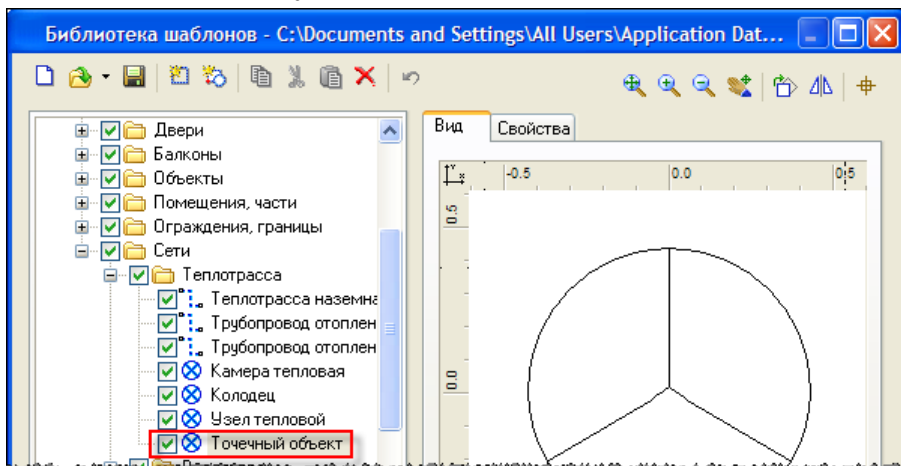 Библиотека шаблонов - C:\Documents and Settings\All Users\Application Dat...
Двери
Балконы
Объекты
Помещения, части
Ограждения, границы
Сети
Теплотрасса
Теплотрасса наземна
Трубопровод отоплен
Трубопровод отоплен
Камера тепловая
Колодец
Узел тепловой
Точечный объект
Вид
Свойства
-0.5
0.0
0.5
0.5
0.0